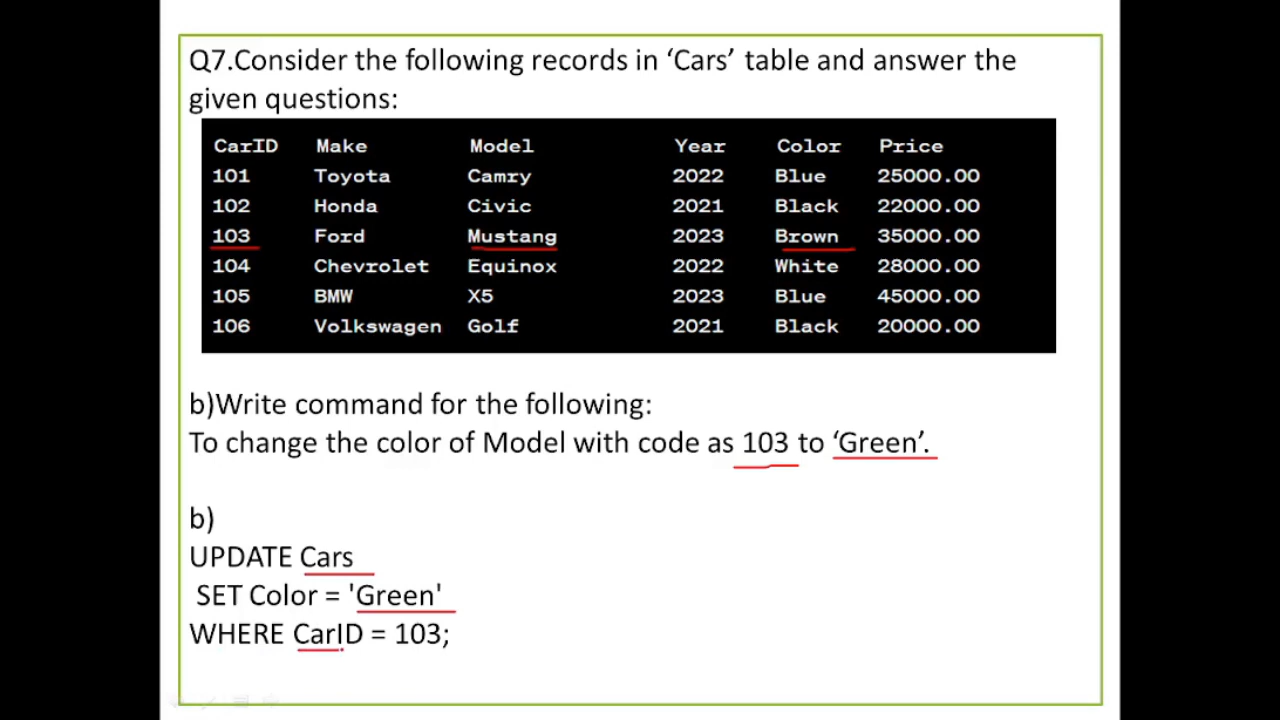 Q7.Consider the following records in ‘Cars’ table and answer the
given questions:
CarID Make Model Year Color Price
101 Toyota Camry 2022 Blue 25000.00
102 Honda Civic 2021 Black 22000.00
103 Ford Mustang 2023 Brown 35000.00
104 Chevrolet Equinox 2022 White 28000.00
105 BMW X5 2023 Blue 45000.00
106 Volkswagen Golf 2021 Black 20000.00
b)Write command for the following:
To change the color of Model with code as 103 to ‘Green’.
b)
UPDATE Cars
SET Color = 'Green'
WHERE CarID = 103;